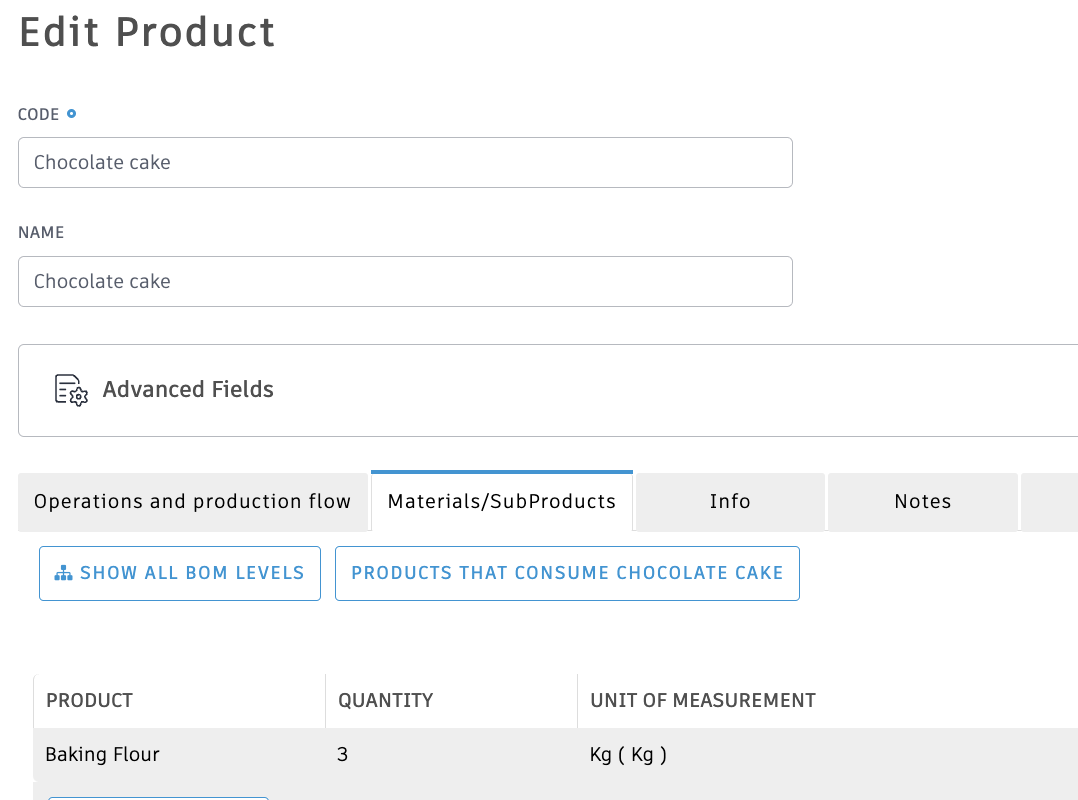 Edit Product
CODE
Chocolate cake
NAME
Chocolate cake
Advanced Fields
Operations and production flow Materials/SubProducts Info Notes
SHOW ALL BOM LEVELS PRODUCTS THAT CONSUME CHOCOLATE CAKE
PRODUCT QUANTITY UNIT OF MEASUREMENT
Baking Flour 3 Kg ( Kg )